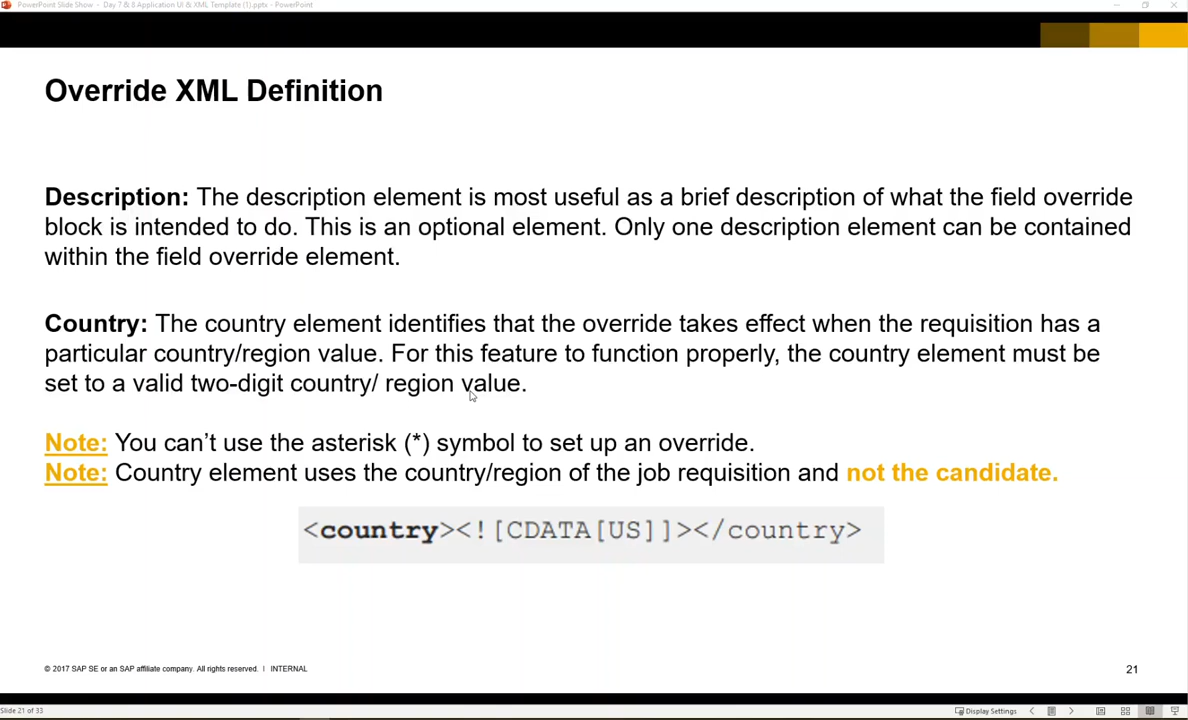 PowerPoint Slide Show - Day 7 & 8 Application UI & XML Template (1).pptx - PowerPoint
Override XML Definition
Description: The description element is most useful as a brief description of what the field override
block is intended to do. This is an optional element. Only one description element can be contained
within the field override element.
Country: The country element identifies that the override takes effect when the requisition has a
particular country/region value. For this feature to function properly, the country element must be
set to a valid two-digit country/ region value.
Note: You can’t use the asterisk (*) symbol to set up an override.
Note: Country element uses the country/region of the job requisition and not the candidate.
<country><![CDATA[US]]></country>
© 2017 SAP SE or an SAP affiliate company. All rights reserved. I INTERNAL
21
Slide 21 of 33
Display Settings